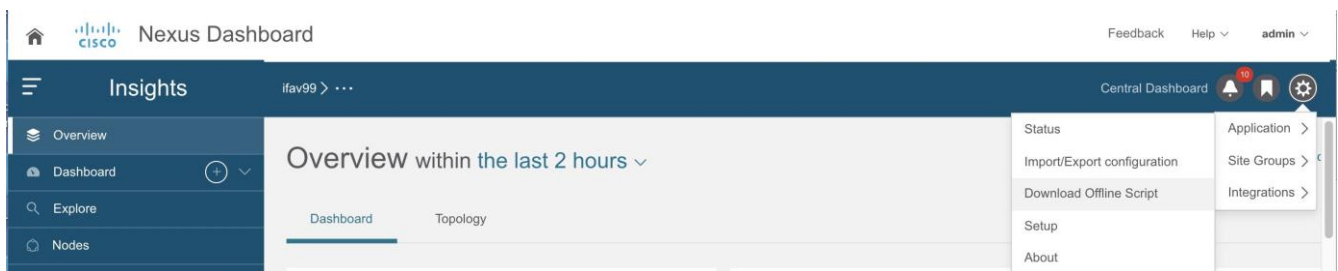 CISCO Nexus Dashboard Feedback Help admin
Insights ifav99 > ··· Central Dashboard 10
Overview
Dashboard
Explore
Nodes
Overview within the last 2 hours
Dashboard Topology
Status
Import/Export configuration
Download Offline Script
Setup
About
Application >
Site Groups >
Integrations >